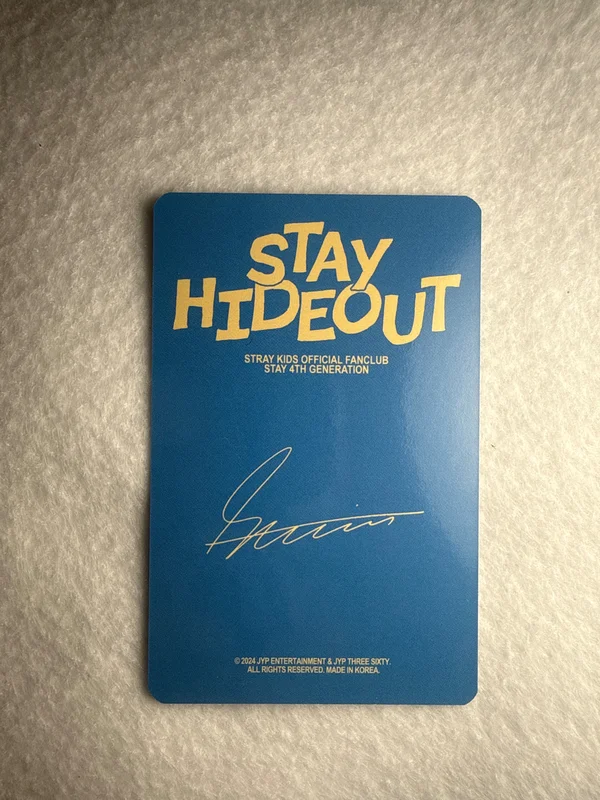 STAY
HIDEOUT
STRAY KIDS OFFICIAL FANCLUB
STAY 4TH GENERATION
© 2024 JYP ENTERTAINMENT & JYP THREE SIXTY.
ALL RIGHTS RESERVED. MADE IN KOREA.